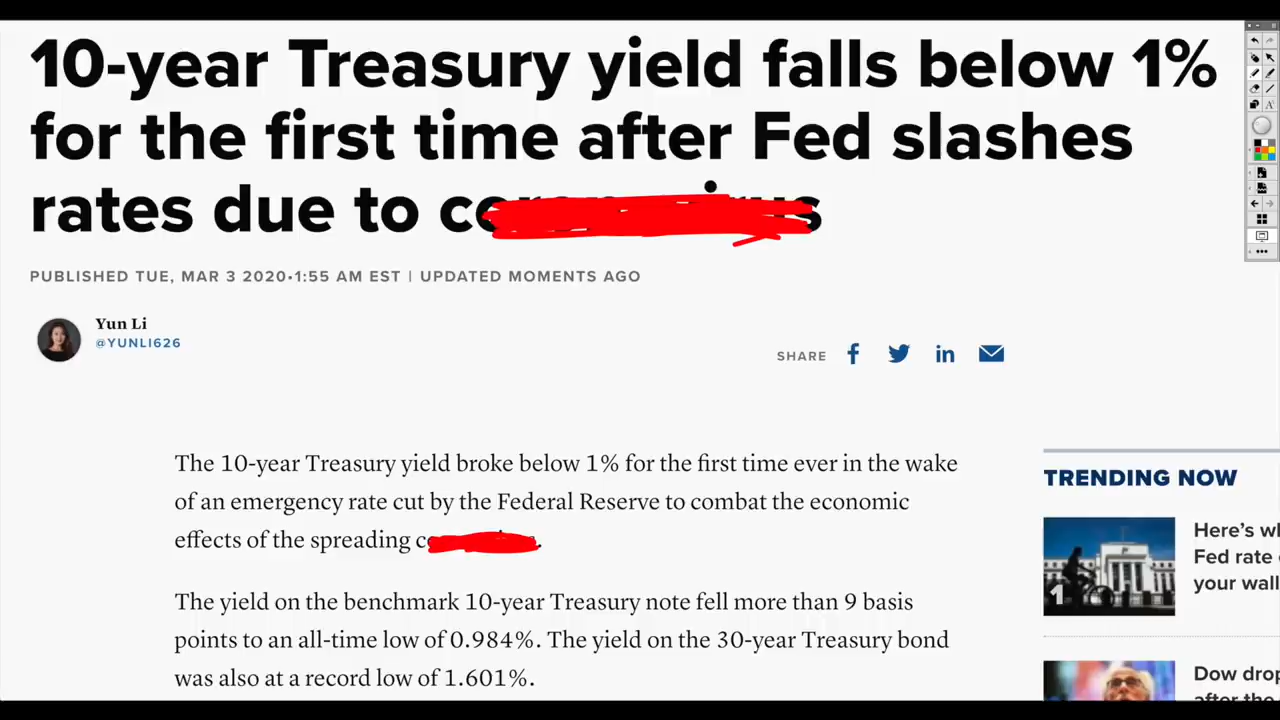 10-year Treasury yield falls below 1%
for the first time after Fed slashes
rates due to
PUBLISHED TUE, MAR 3 2020•1:55 AM EST | UPDATED MOMENTS AGO
Yun Li
@YUNLI626
SHARE
The 10-year Treasury yield broke below 1% for the first time ever in the wake
of an emergency rate cut by the Federal Reserve to combat the economic
effects of the spreading
The yield on the benchmark 10-year Treasury note fell more than 9 basis
points to an all-time low of 0.984%. The yield on the 30-year Treasury bond
was also at a record low of 1.601%.
TRENDING NOW
1
Here's
Fed rate
your wall
Dow drop
after the